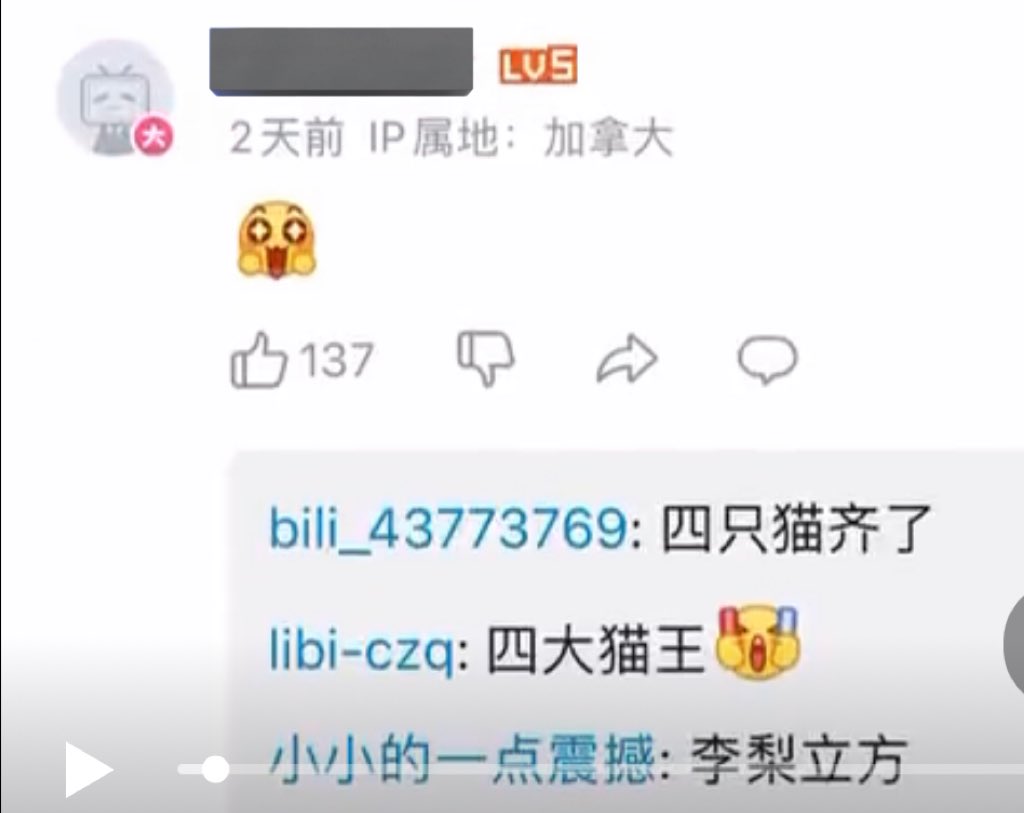 LV5
大
2天前 IP属地：加拿大
137
bili_43773769: 四只猫齐了
libi-czq: 四大猫王
小小的一点震撼: 李梨立方